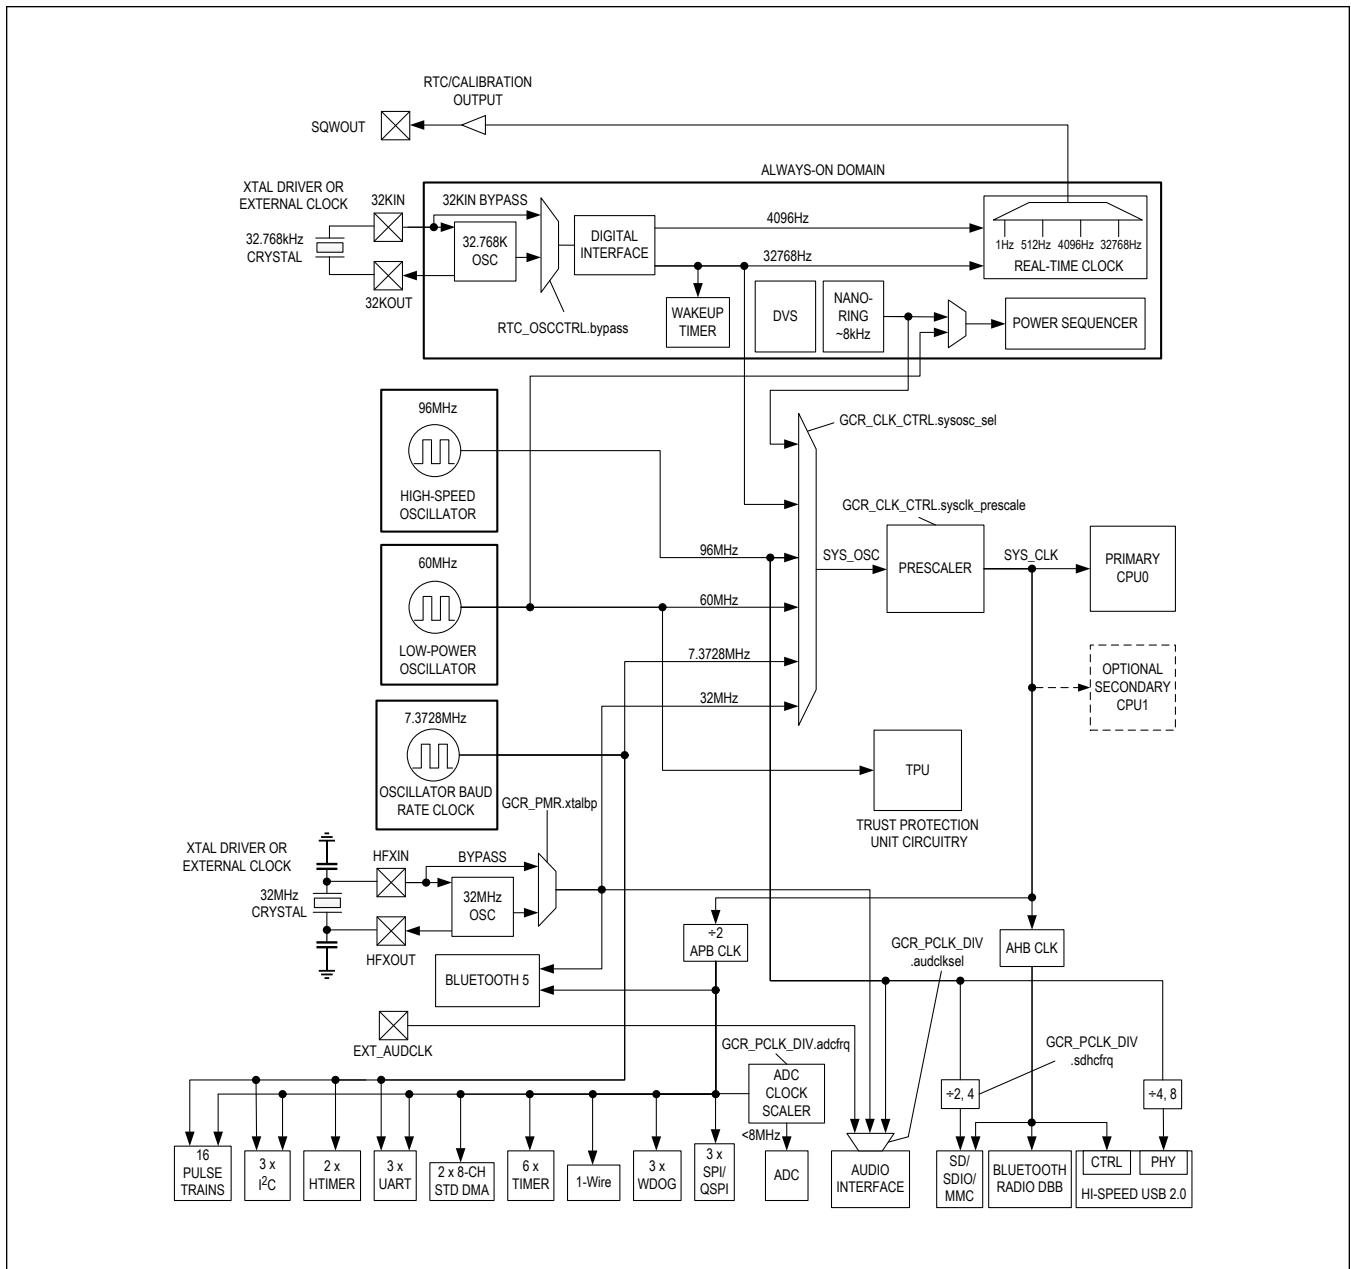 RTC/CALIBRATION
OUTPUT
SQWOUT
ALWAYS-ON DOMAIN
XTAL DRIVER OR
EXTERNAL CLOCK
32KIN
32KIN BYPASS
32.768kHz
CRYSTAL
32.768K
OSC
32KOUT
DIGITAL
INTERFACE
4096Hz
32768Hz
1Hz 512Hz 4096Hz 32768Hz
REAL-TIME CLOCK
RTC_OSCCTRL.bypass
WAKEUP
TIMER
DVS
NANO-
RING
~8kHz
POWER SEQUENCER
96MHz
HIGH-SPEED
OSCILLATOR
GCR_CLK_CTRL.sysosc_sel
GCR_CLK_CTRL.sysclk_prescale
96MHz
SYS_OSC
PRESCALER
SYS_CLK
PRIMARY
CPU0
60MHz
LOW-POWER
OSCILLATOR
60MHz
7.3728MHz
32MHz
OPTIONAL
SECONDARY
CPU1
7.3728MHz
OSCILLATOR BAUD
RATE CLOCK
TPU
TRUST PROTECTION
UNIT CIRCUITRY
GCR_PMR.xtalbp
XTAL DRIVER OR
EXTERNAL CLOCK
HFXIN
BYPASS
32MHz
CRYSTAL
32MHz
OSC
HFXOUT
÷2
APB CLK
GCR_PCLK_DIV
.audclksel
AHB CLK
BLUETOOTH 5
EXT_AUDCLK
GCR_PCLK_DIV.adcfrq
GCR_PCLK_DIV
.sdhcfrq
ADC
CLOCK
SCALER
÷2, 4
÷4, 8
<8MHz
16
PULSE
TRAINS
3 x
I²C
2 x
HTIMER
3 x
UART
2 x 8-CH
STD DMA
6 x
TIMER
1-Wire
3 x
WDOG
3 x
SPI/
QSPI
ADC
AUDIO
INTERFACE
SD/
SDIO/
MMC
BLUETOOTH
RADIO DBB
CTRL
PHY
HI-SPEED USB 2.0